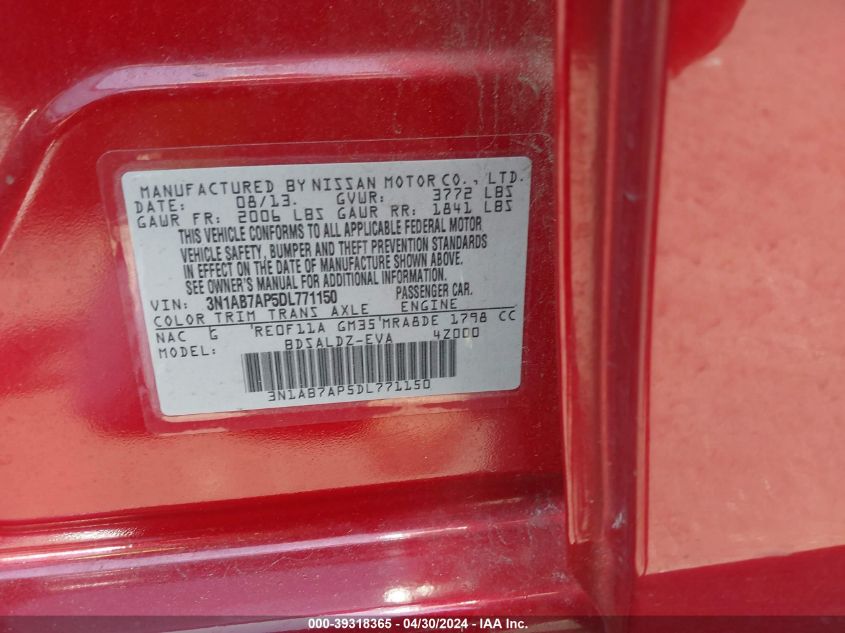 MANUFACTURED BY NISSAN MOTOR CO., LTD.
DATE: 08/13. GVWR: 3772 LBS
GAWR FR: 2006 LBS GAWR RR: 1841 LBS
THIS VEHICLE CONFORMS TO ALL APPLICABLE FEDERAL MOTOR
VEHICLE SAFETY, BUMPER AND THEFT PREVENTION STANDARDS
IN EFFECT ON THE DATE OF MANUFACTURE SHOWN ABOVE.
SEE OWNER'S MANUAL FOR ADDITIONAL INFORMATION.
VIN: 3N1AB7AP5DL771150 PASSENGER CAR.
COLOR TRIM TRANS AXLE ENGINE
NAC G 'RE0F11A GM35'MRA8DE 1798 CC
MODEL: BDSALDZ-EVA 4Z000
3N1AB7AP5DL771150
000-39318365 - 04/30/2024 - IAA Inc.